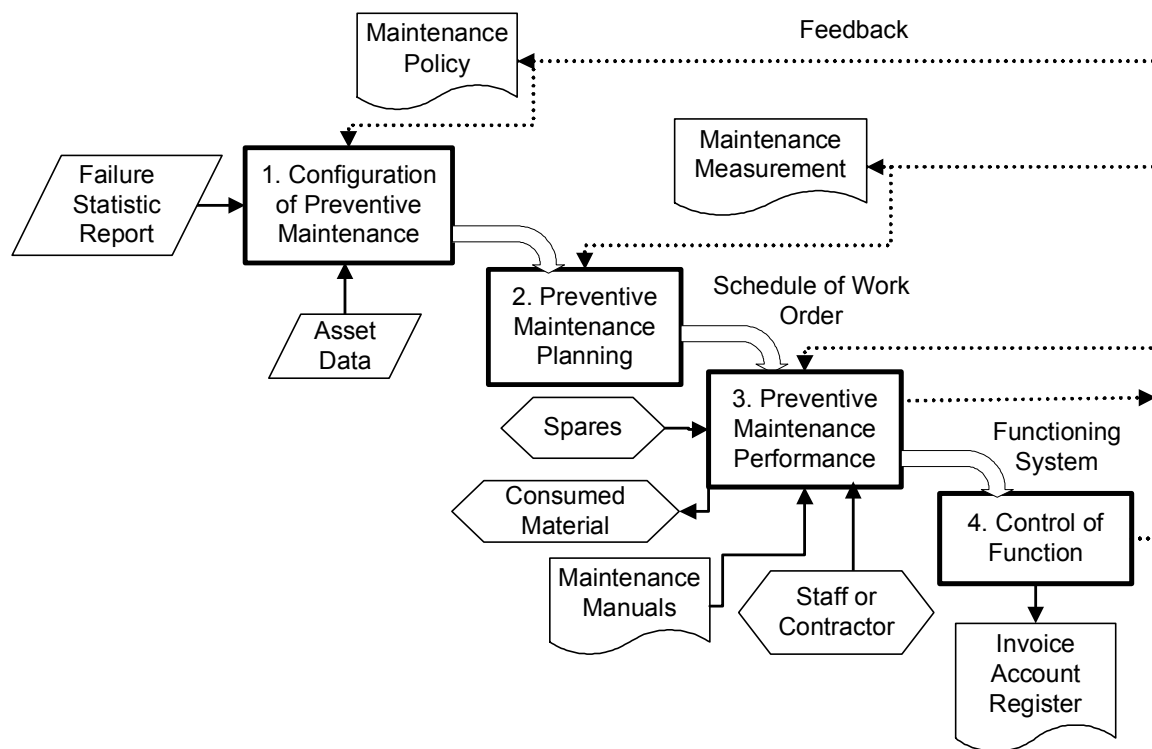 Maintenance
Policy
Feedback
Maintenance
Measurement
Failure
Statistic
Report
1. Configuration
of Preventive
Maintenance
Asset
Data
2. Preventive
Maintenance
Planning
Schedule of Work
Order
Spares
3. Preventive
Maintenance
Performance
Functioning
System
Consumed
Material
Maintenance
Manuals
Staff or
Contractor
4. Control of
Function
Invoice
Account
Register